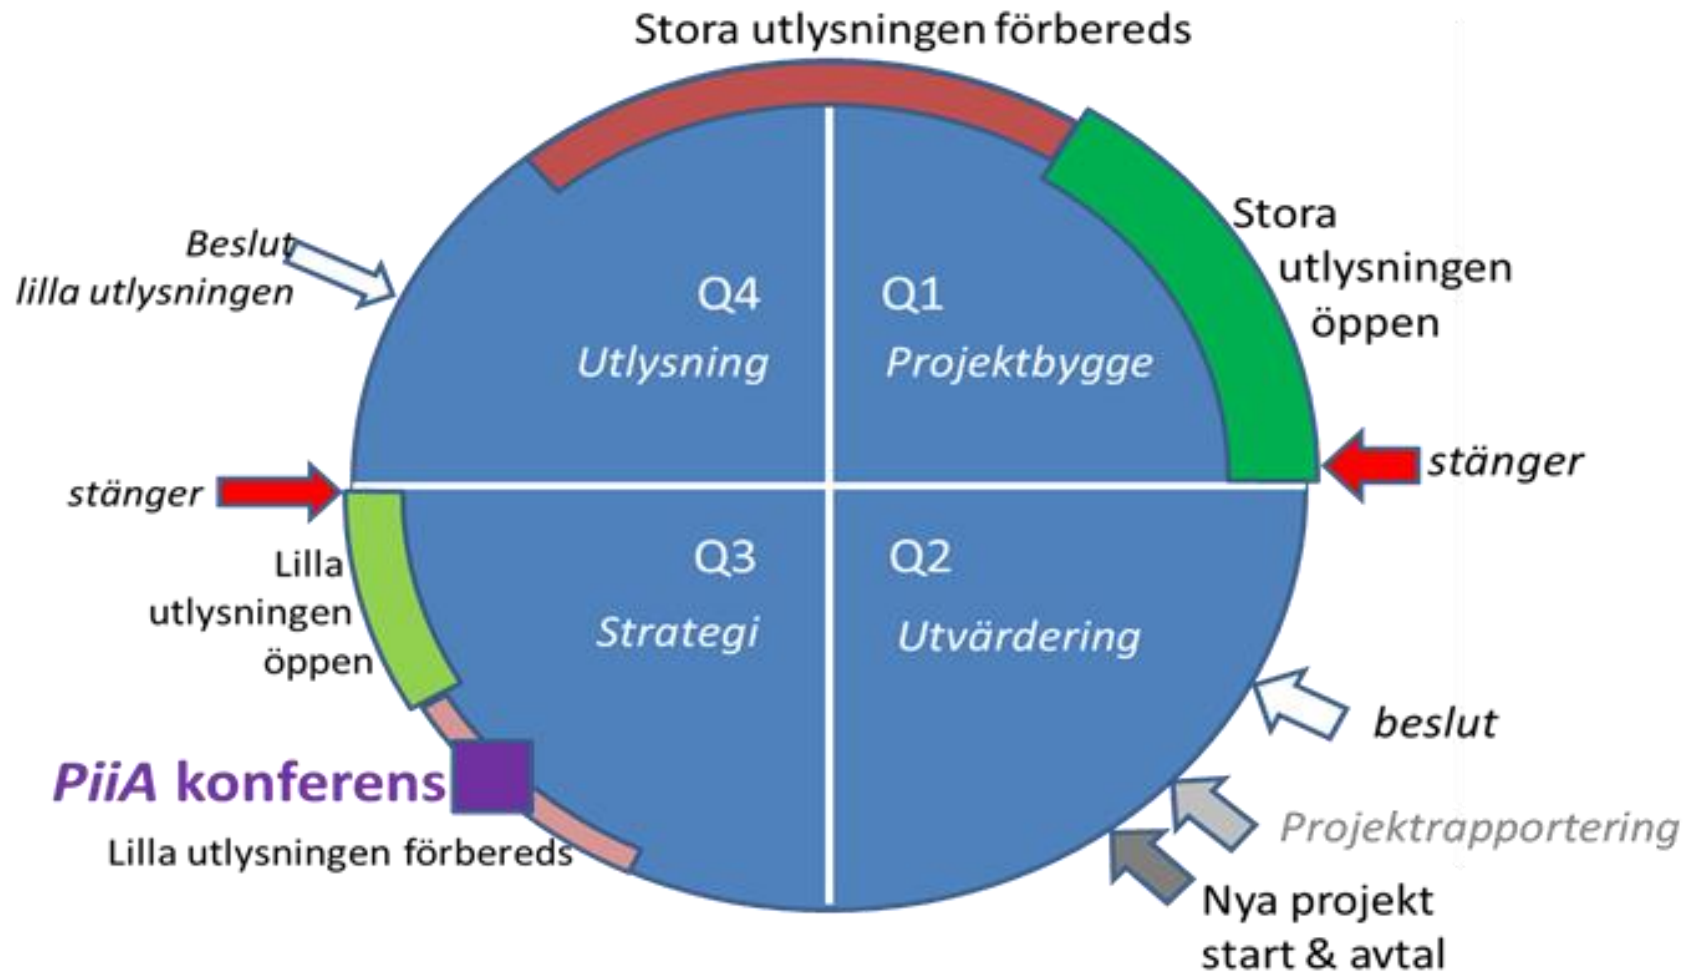 Stora utlysningen förbereds
Stora
utlysningen
öppen
Beslut
lilla utlysningen
Q4
Utlysning
Q1
Projektbygge
stänger
stänger
Lilla
utlysningen
öppen
Q3
Strategi
Q2
Utvärdering
beslut
PiiA konferens
Lilla utlysningen förbereds
Projektrapportering
Nya projekt
start & avtal